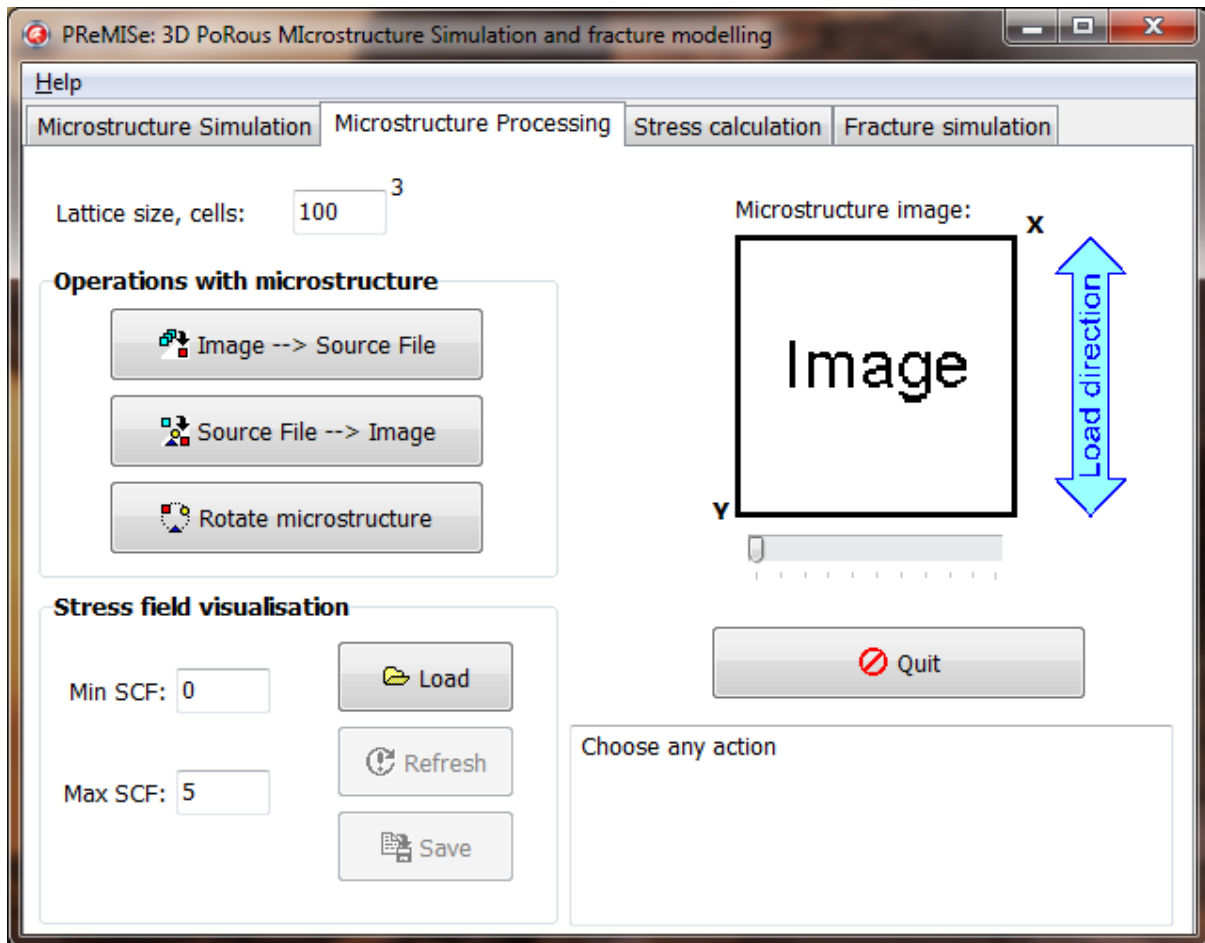 PReMISe: 3D PoRous MIcrostructure Simulation and fracture modelling
Help
Microstructure Simulation
Microstructure Processing
Stress calculation
Fracture simulation
Lattice size, cells:
100
3
Operations with microstructure
Image --> Source File
Source File --> Image
Rotate microstructure
Stress field visualisation
Min SCF:
0
Load
Refresh
Max SCF:
5
Save
Microstructure image:
X
Image
Load direction
Y
Quit
Choose any action